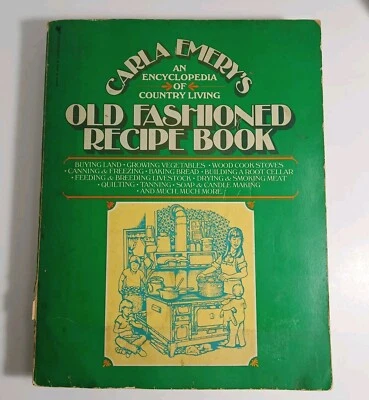 CARLA EMERY'S
AN
ENCYCLOPEDIA
OF
COUNTRY LIVING
OLD FASHIONED
RECIPE BOOK
BUYING LAND • GROWING VEGETABLES • WOOD COOK STOVES
• CANNING & FREEZING • BAKING BREAD • BUILDING A ROOT CELLAR
• FEEDING & BREEDING LIVESTOCK • DRYING & SMOKING MEAT
• QUILTING • TANNING • SOAP & CANDLE MAKING
• AND MUCH, MUCH MORE